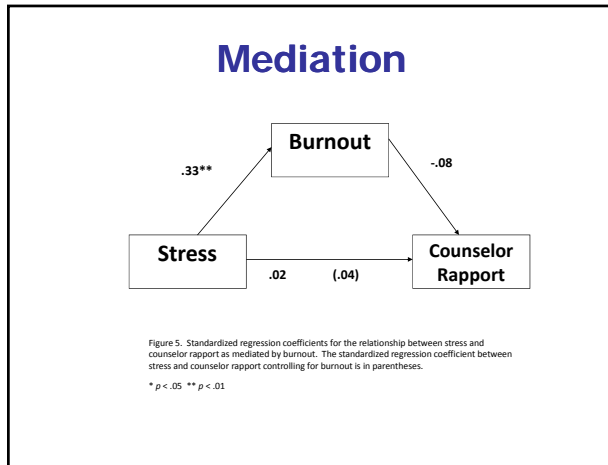 Mediation
Burnout
.33**
-.08
Stress
Counselor
Rapport
.02 (.04)
Figure 5. Standardized regression coefficients for the relationship between stress and
counselor rapport as mediated by burnout. The standardized regression coefficient between
stress and counselor rapport controlling for burnout is in parentheses.
* p < .05 ** p < .01